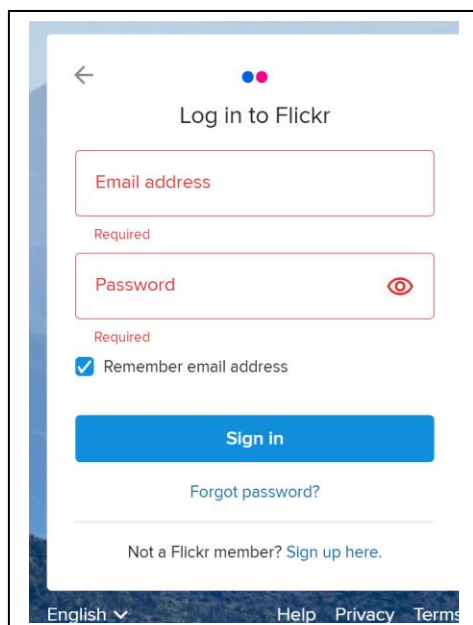 Log in to Flickr
Email address
Required
Password
Required
Remember email address
Sign in
Forgot password?
Not a Flickr member? Sign up here.
English Help Privacy Terms